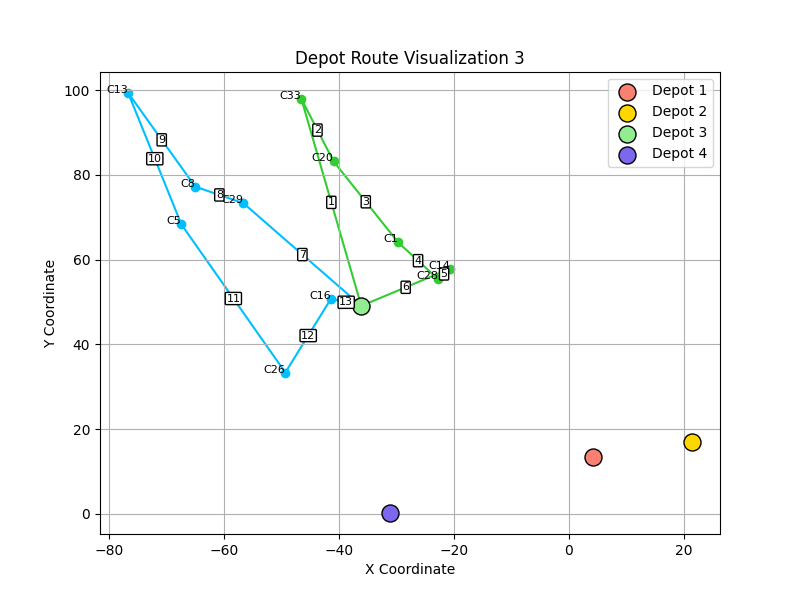 Depot Route Visualization 3
Depot 1
Depot 2
Depot 3
Depot 4
100
80
60
40
20
0
−80
−60
−40
−20
0
20
X Coordinate
Y Coordinate
C13
C33
2
9
10
C20
C8
8
C29
1
3
C5
C1
7
4
C14
C28
5
6
C16
13
11
12
C26